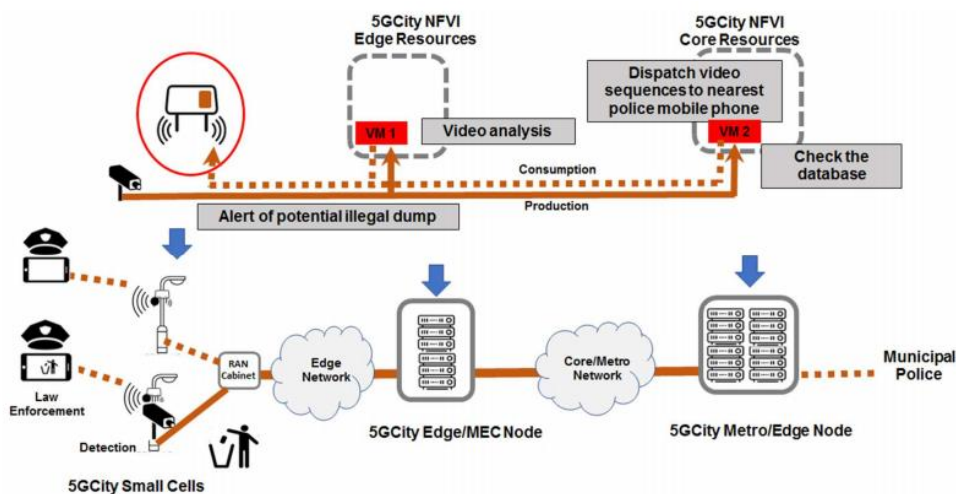 5GCity NFVI
Edge Resources
5GCity NFVI
Core Resources
Dispatch video
sequences to nearest
police mobile phone
VM 1
Video analysis
VM 2
Check the
database
Consumption
Production
Alert of potential illegal dump
RAN
Cabinet
Edge
Network
Core/Metro
Network
Municipal
Police
Law
Enforcement
Detection
5GCity Edge/MEC Node
5GCity Metro/Edge Node
5GCity Small Cells